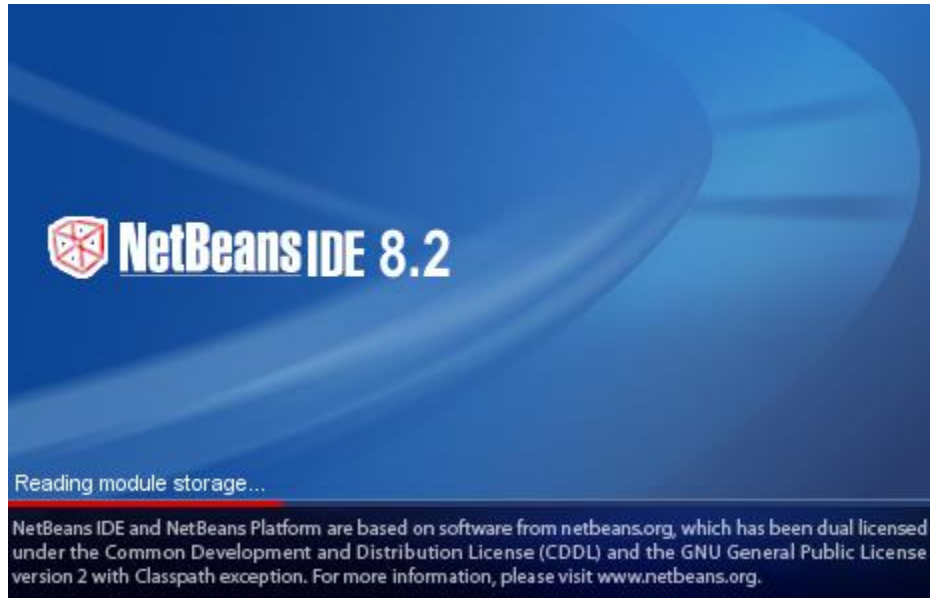 NetBeans IDE 8.2
Reading module storage...
NetBeans IDE and NetBeans Platform are based on software from netbeans.org, which has been dual licensed
under the Common Development and Distribution License (CDDL) and the GNU General Public License
version 2 with Classpath exception. For more information, please visit www.netbeans.org.